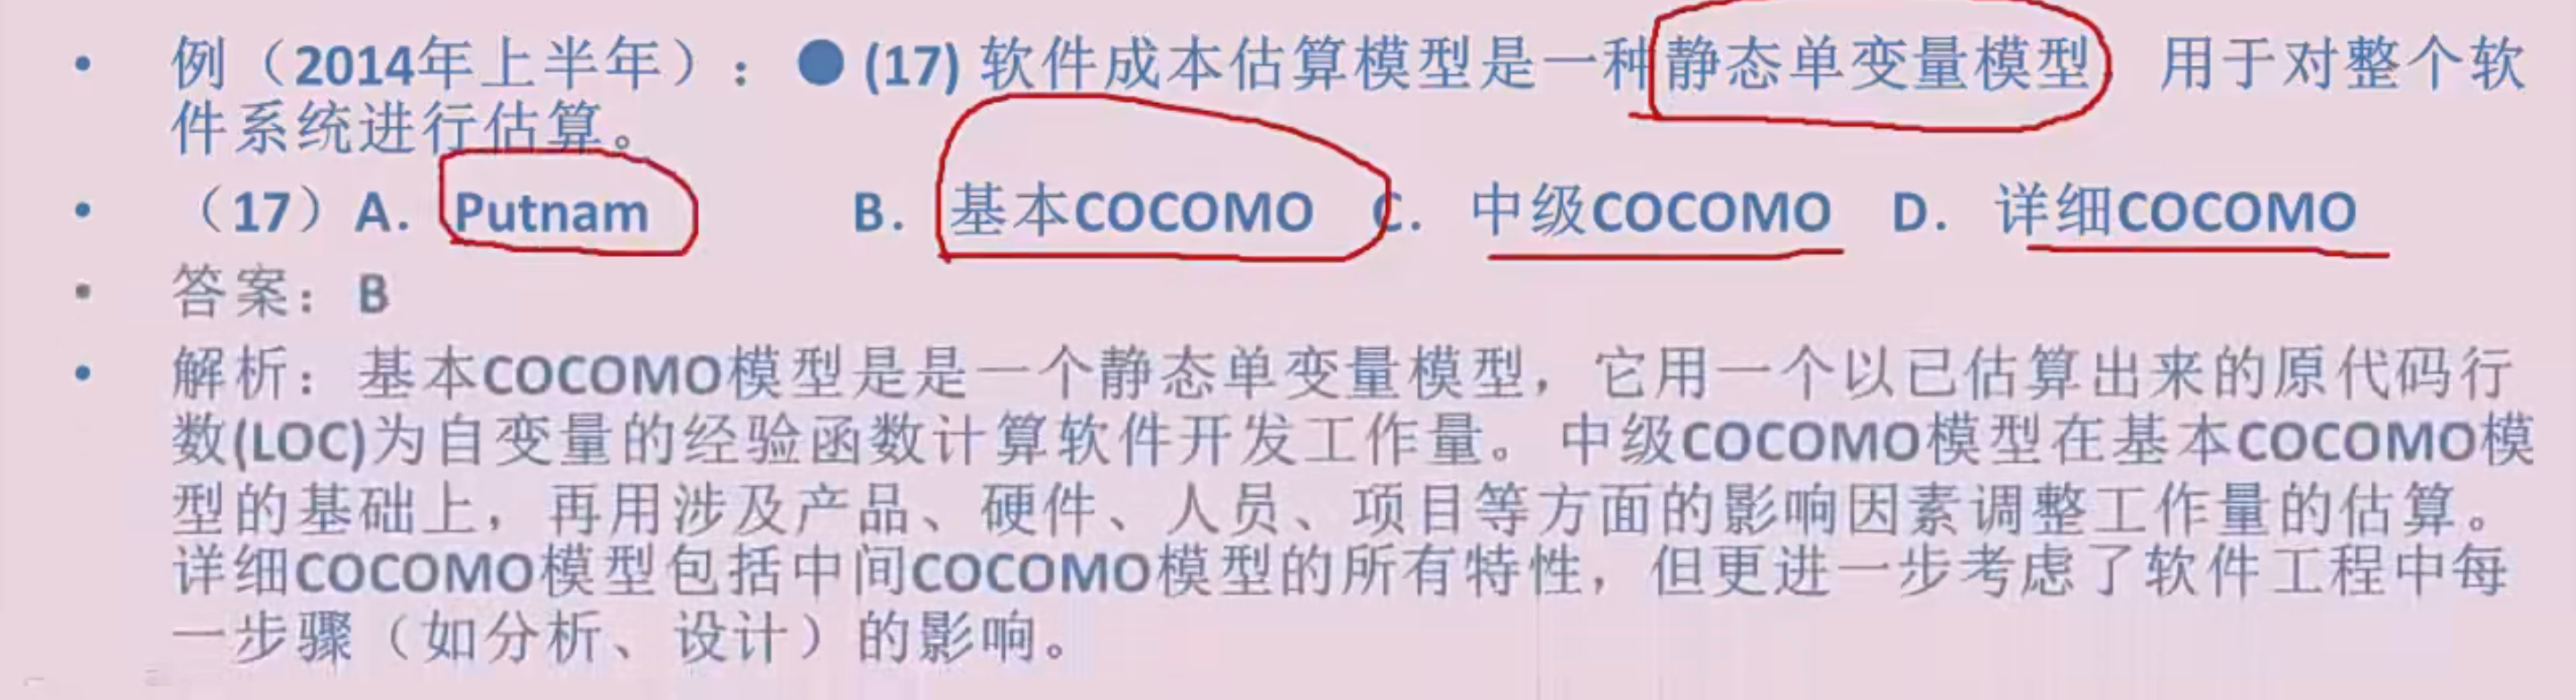 • 例（2014年上半年）：●(17) 软件成本估算模型是一种静态单变量模型 用于对整个软
件系统进行估算。
• （17）A. Putnam B. 基本COCOMO C. 中级COCOMO D. 详细COCOMO
• 答案：B
• 解析：基本COCOMO模型是是一个静态单变量模型，它用一个以已估算出来的原代码行
数(LOC)为自变量的经验函数计算软件开发工作量。中级COCOMO模型在基本COCOMO模
型的基础上，再用涉及产品、硬件、人员、项目等方面的影响因素调整工作量的估算。
详细COCOMO模型包括中间COCOMO模型的所有特性，但更进一步考虑了软件工程中每
一步骤（如分析、设计）的影响。